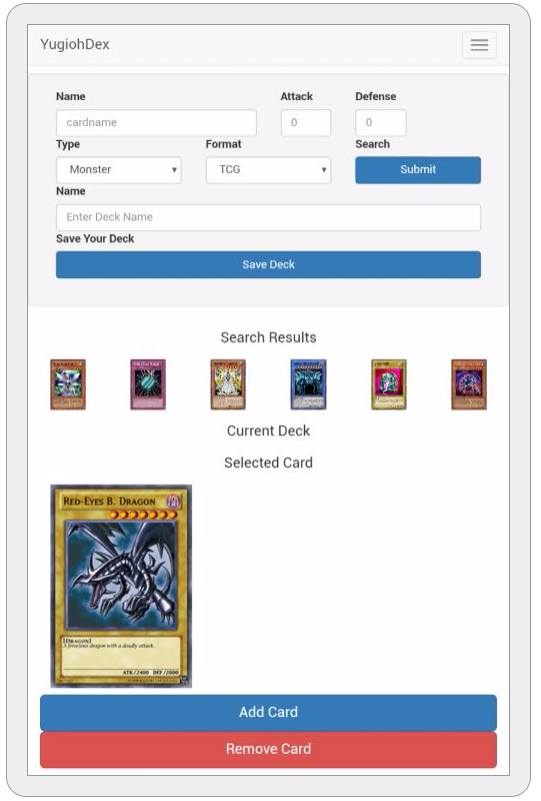 YugiohDex
Name Attack Defense
cardname 0 0
Type Format Search
Monster TCG Submit
Name
Enter Deck Name
Save Your Deck
Save Deck
Search Results
Current Deck
Selected Card
RED-EYES B. DRAGON
[DRAGON]
A ferocious dragon with a deadly attack.
ATK/2400 DEF/2000
Add Card
Remove Card